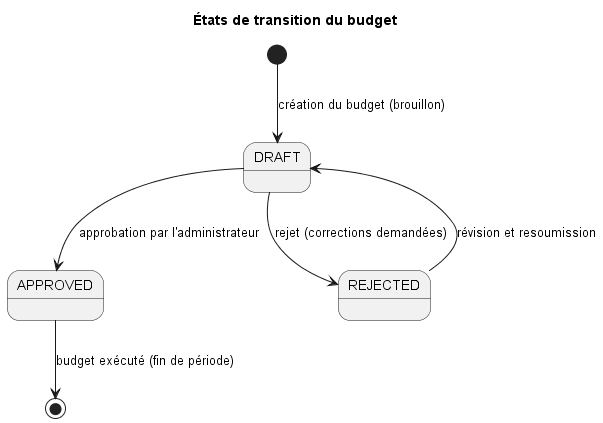 États de transition du budget
création du budget (brouillon)
DRAFT
approbation par l'administrateur
rejet (corrections demandées)
révision et resoumission
APPROVED
REJECTED
budget exécuté (fin de période)